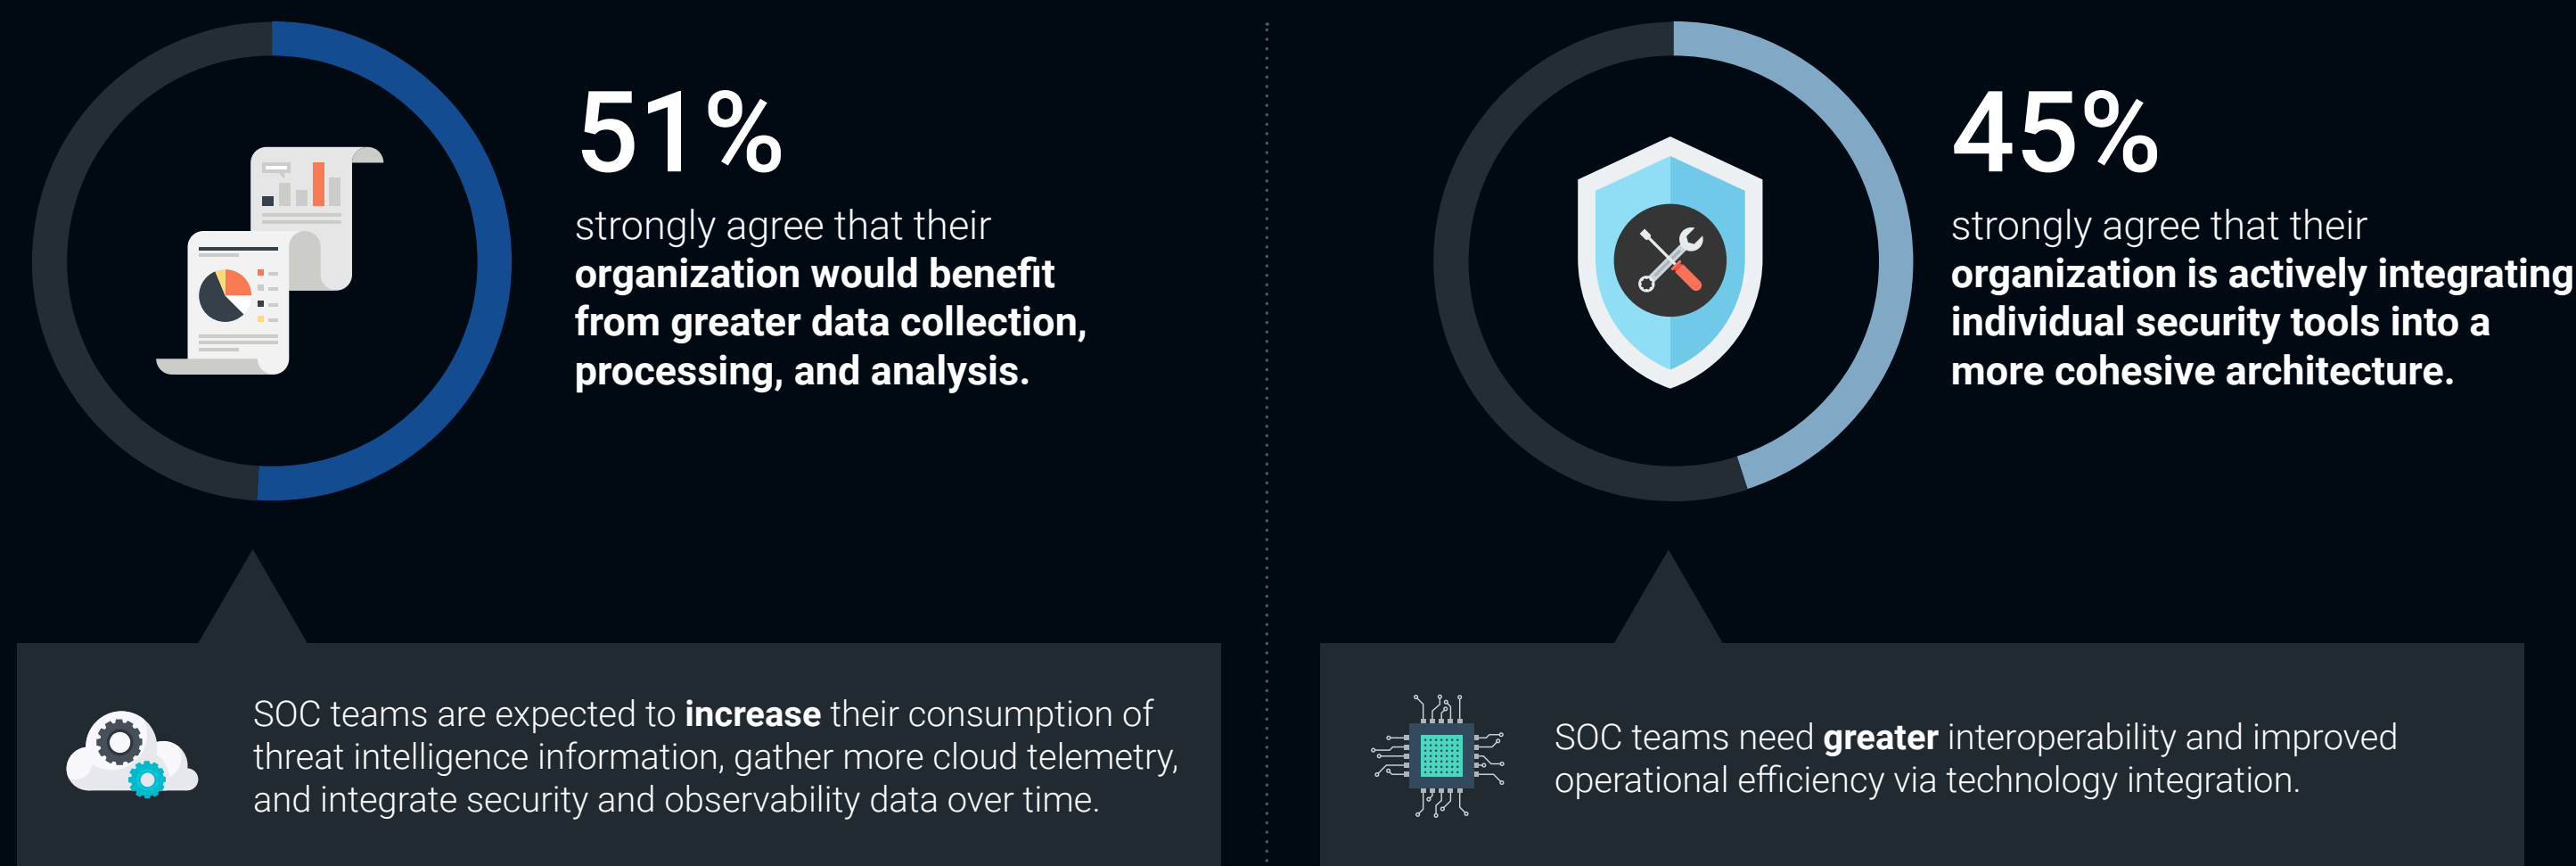 51%
strongly agree that their
organization would benefit
from greater data collection,
processing, and analysis.
SOC teams are expected to increase their consumption of
threat intelligence information, gather more cloud telemetry,
and integrate security and observability data over time.
45%
strongly agree that their
organization is actively integrating
individual security tools into a
more cohesive architecture.
SOC teams need greater interoperability and improved
operational efficiency via technology integration.